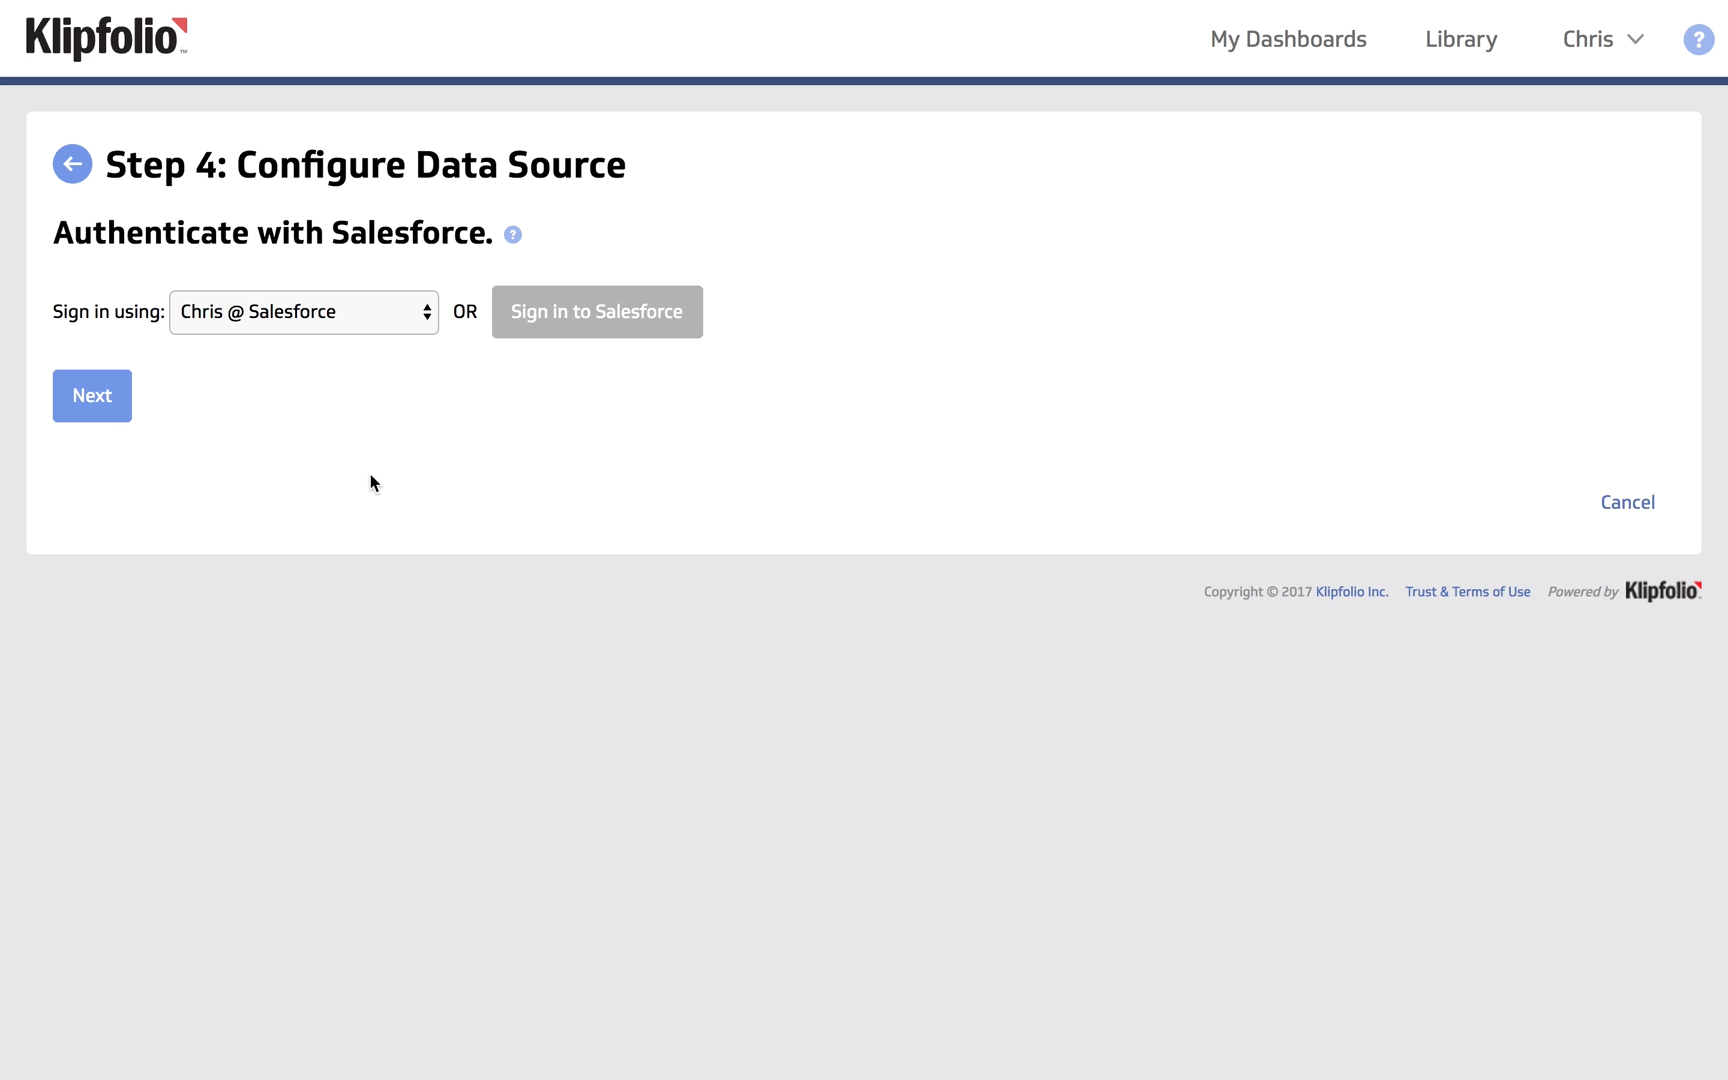 Klipfolio™
My Dashboards Library Chris ?
Step 4: Configure Data Source
Authenticate with Salesforce. ?
Sign in using: Chris @ Salesforce OR Sign in to Salesforce
Next
Cancel
Copyright © 2017 Klipfolio Inc. Trust & Terms of Use Powered by Klipfolio